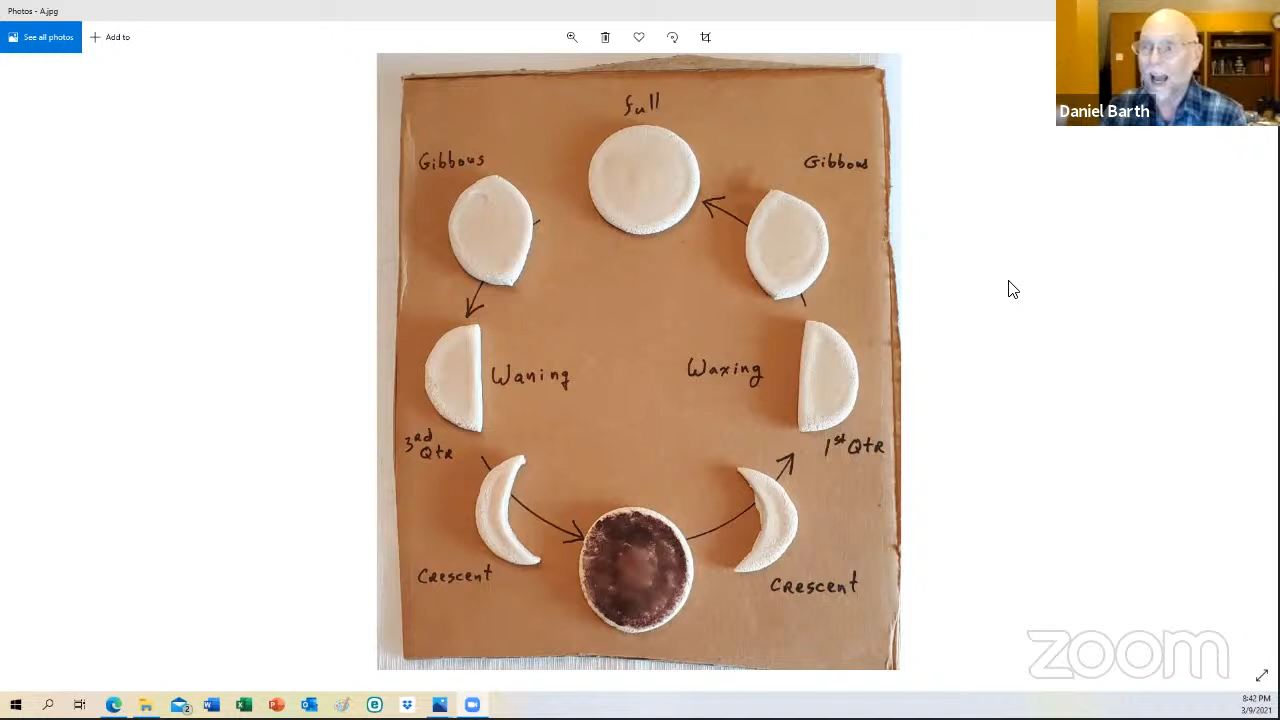 Photos - A.jpg
See all photos
Add to
Daniel Barth
full
Gibbous
Gibbous
Waning
Waxing
3rd
Qtr
1st Qtr
Crescent
Crescent
zoom
2
8:42 PM
3/9/2021